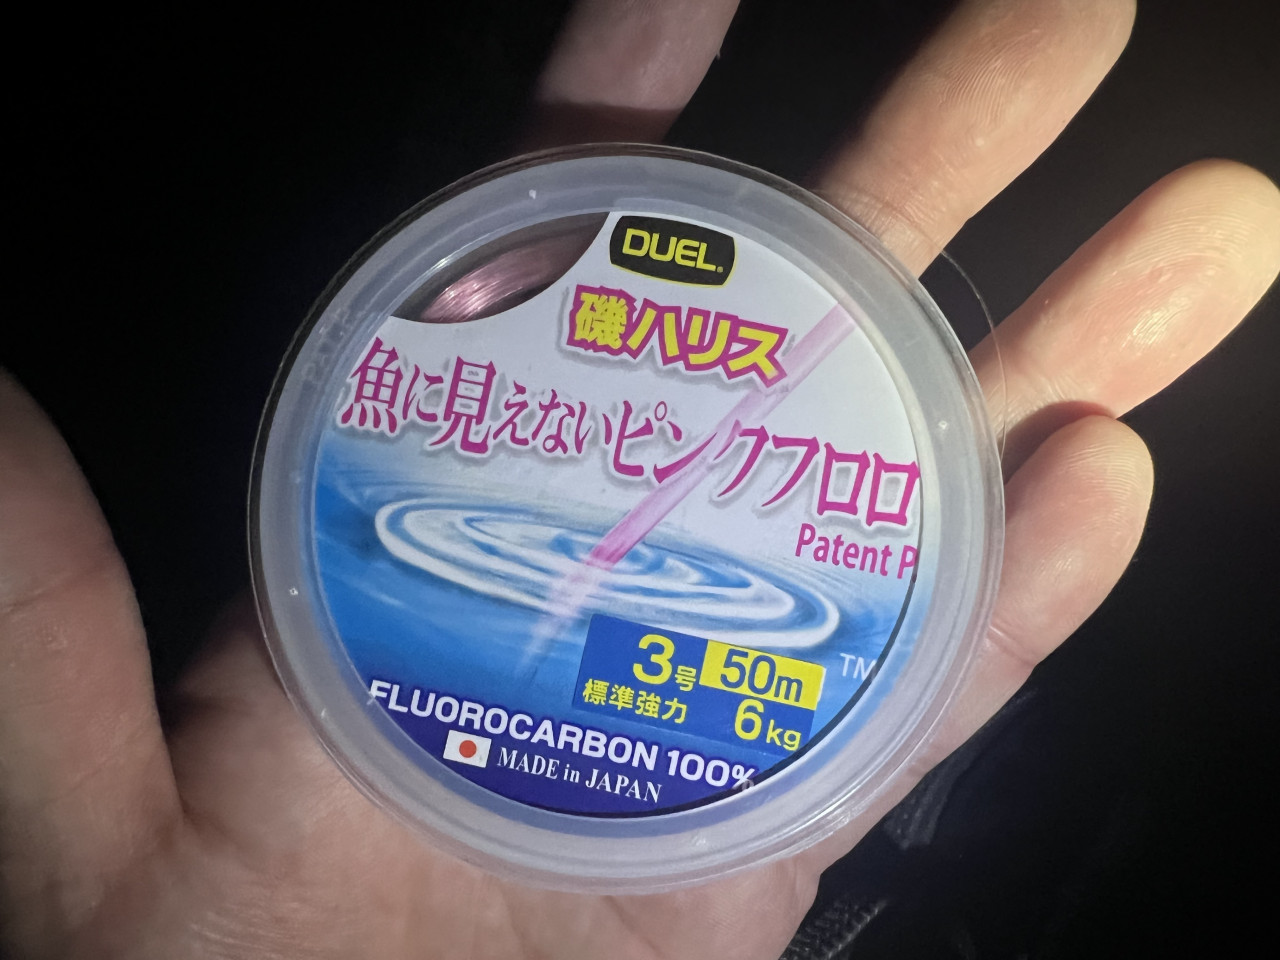 DUEL®
磯ハリス
魚に見えないピンクフロロ
Patent P
3号 50m
標準強力 6kg
TM
FLUOROCARBON 100%
MADE in JAPAN